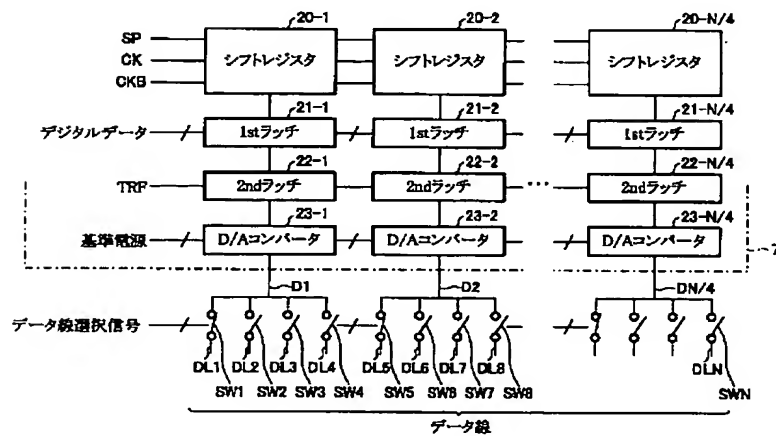 20-1 20-2 20-N/4
SP
CK
CKB
シフトレジスタ シフトレジスタ シフトレジスタ
21-1 21-2 21-N/4
デジタルデータ 1stラッチ 1stラッチ 1stラッチ
22-1 22-2 22-N/4
TRF 2ndラッチ 2ndラッチ … 2ndラッチ
23-1 23-2 23-N/4
基準電源 D/Aコンバータ D/Aコンバータ D/Aコンバータ
7
D1 D2 DN/4
データ線選択信号
DL1 DL2 DL3 DL4 DL5 DL6 DL7 DL8 DLN
SW1 SW2 SW3 SW4 SW5 SW6 SW7 SW8 SWN
データ線